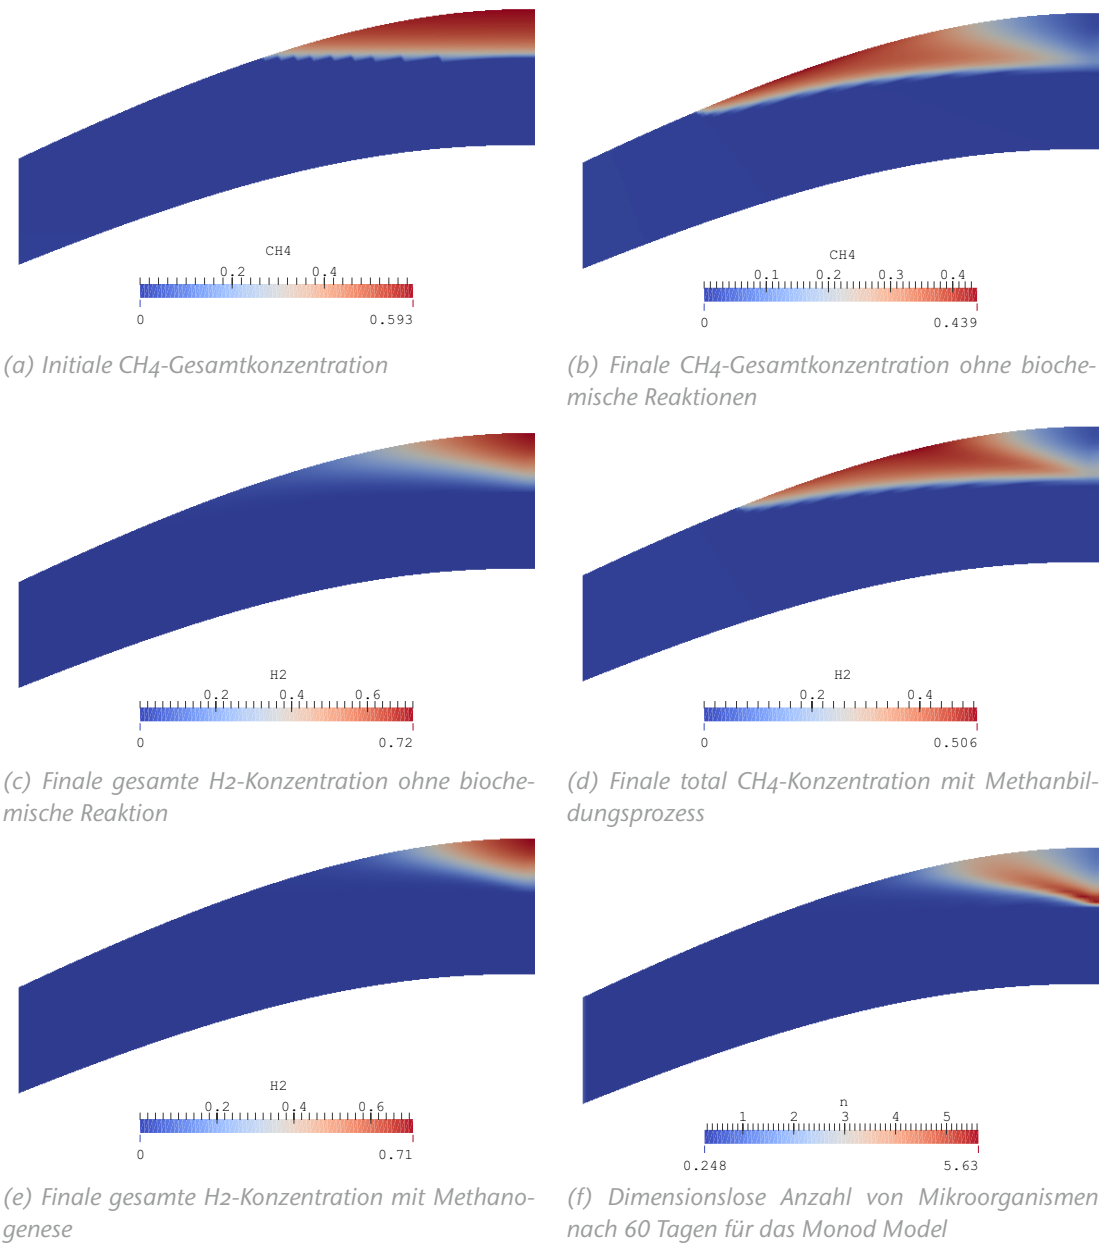 CH4
0.2 0.4
0 0.593
(a) Initiale CH4-Gesamtkonzentration
CH4
0.1 0.2 0.3 0.4
0 0.439
(b) Finale CH4-Gesamtkonzentration ohne bioche-
mische Reaktionen
H2
0.2 0.4 0.6
0 0.72
(c) Finale gesamte H2-Konzentration ohne bioche-
mische Reaktion
H2
0.2 0.4
0 0.506
(d) Finale total CH4-Konzentration mit Methanbil-
dungsprozess
H2
0.2 0.4 0.6
0 0.71
(e) Finale gesamte H2-Konzentration mit Methano-
genese
n
1 2 3 4 5
0.248 5.63
(f) Dimensionslose Anzahl von Mikroorganismen
nach 60 Tagen für das Monod Model